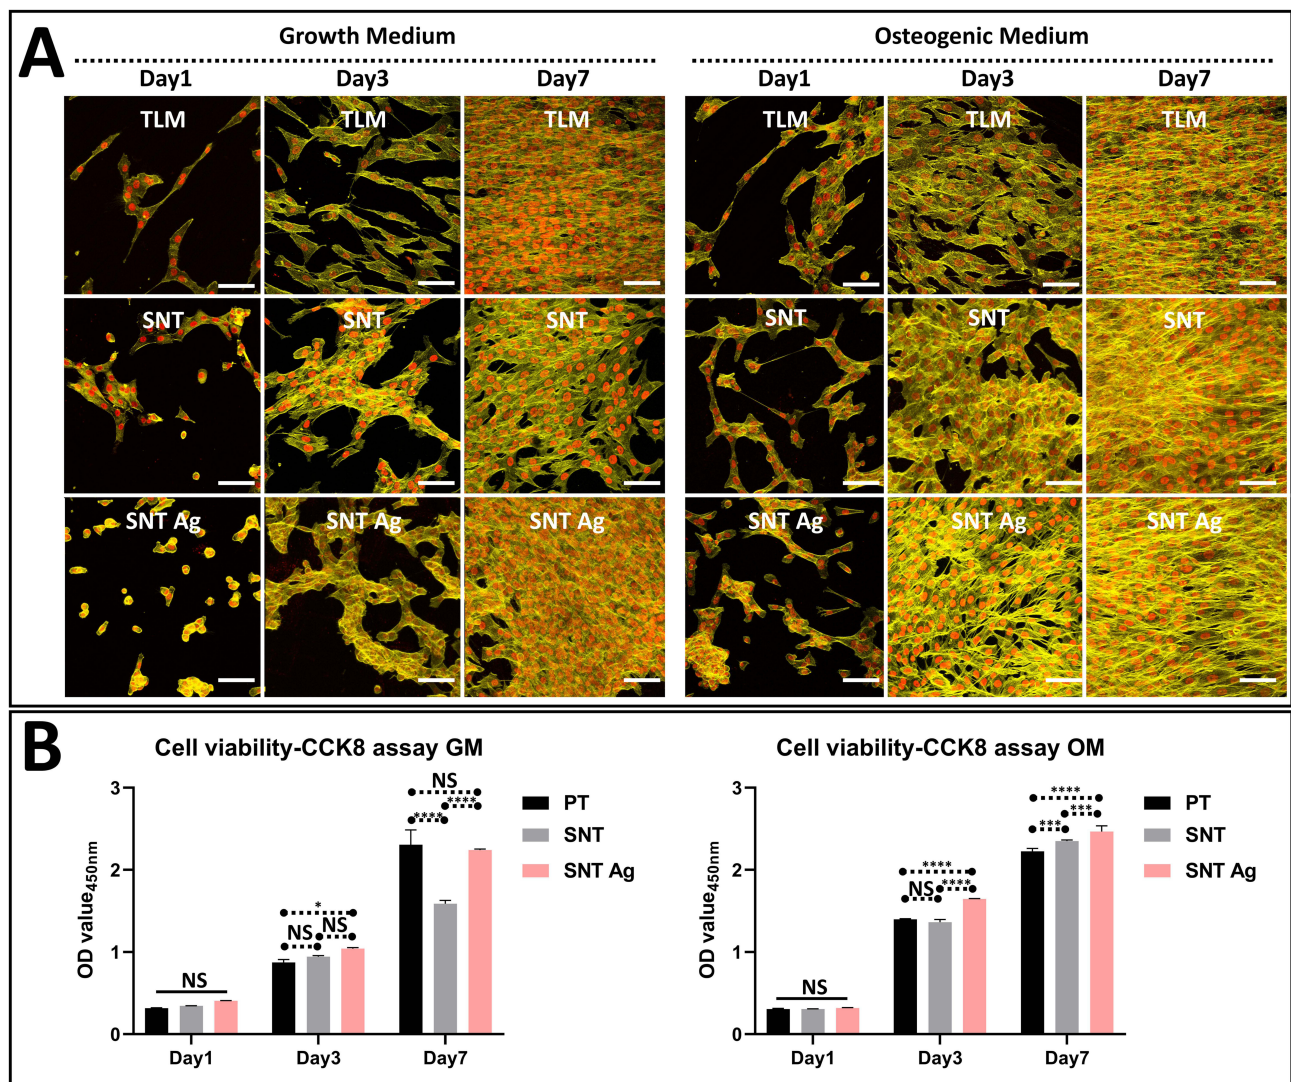 A
Growth Medium
Osteogenic Medium
Day1 Day3 Day7 Day1 Day3 Day7
TLM TLM TLM TLM TLM TLM
SNT SNT SNT SNT SNT SNT
SNT Ag SNT Ag SNT Ag SNT Ag SNT Ag SNT Ag
B
Cell viability-CCK8 assay GM
OD value450nm
3
2
1
0
NS
NS NS
*
**** ****
NS
Day1 Day3 Day7
PT
SNT
SNT Ag
Cell viability-CCK8 assay OM
OD value450nm
3
2
1
0
NS
NS ****
****
*** ***
****
Day1 Day3 Day7
PT
SNT
SNT Ag